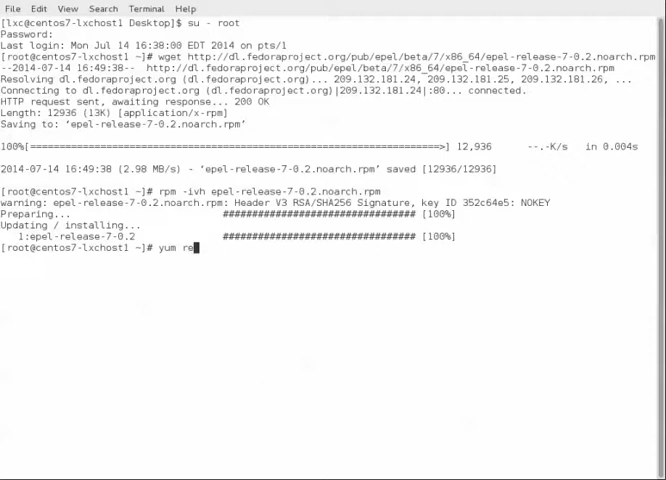 File Edit View Search Terminal Help
[lxc@centos7-lxchost1 Desktop]$ su - root
Password:
Last login: Mon Jul 14 16:38:00 EDT 2014 on pts/1
[root@centos7-lxchost1 ~]# wget http://dl.fedoraproject.org/pub/epel/beta/7/x86_64/epel-release-7-0.2.noarch.rpm
--2014-07-14 16:49:38--  http://dl.fedoraproject.org/pub/epel/beta/7/x86_64/epel-release-7-0.2.noarch.rpm
Resolving dl.fedoraproject.org (dl.fedoraproject.org)... 209.132.181.24, 209.132.181.25, 209.132.181.26, ...
Connecting to dl.fedoraproject.org (dl.fedoraproject.org)|209.132.181.24|:80... connected.
HTTP request sent, awaiting response... 200 OK
Length: 12936 (13K) [application/x-rpm]
Saving to: ‘epel-release-7-0.2.noarch.rpm’
100%[======================================================================>] 12,936      --.-K/s   in 0.004s
2014-07-14 16:49:38 (2.98 MB/s) - ‘epel-release-7-0.2.noarch.rpm’ saved [12936/12936]
[root@centos7-lxchost1 ~]# rpm -ivh epel-release-7-0.2.noarch.rpm
warning: epel-release-7-0.2.noarch.rpm: Header V3 RSA/SHA256 Signature, key ID 352c64e5: NOKEY
Preparing...                          ################################# [100%]
Updating / installing...
   1:epel-release-7-0.2               ################################# [100%]
[root@centos7-lxchost1 ~]# yum re